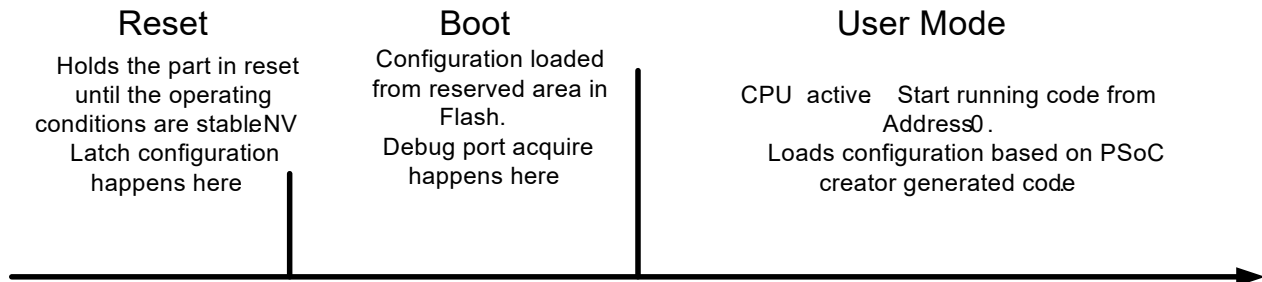 Reset
Holds the part in reset
until the operating
conditions are stable.NV
Latch configuration
happens here
Boot
Configuration loaded
from reserved area in
Flash.
Debug port acquire
happens here
User Mode
CPU active. Start running code from
Address0.
Loads configuration based on PSoC
creator generated code.